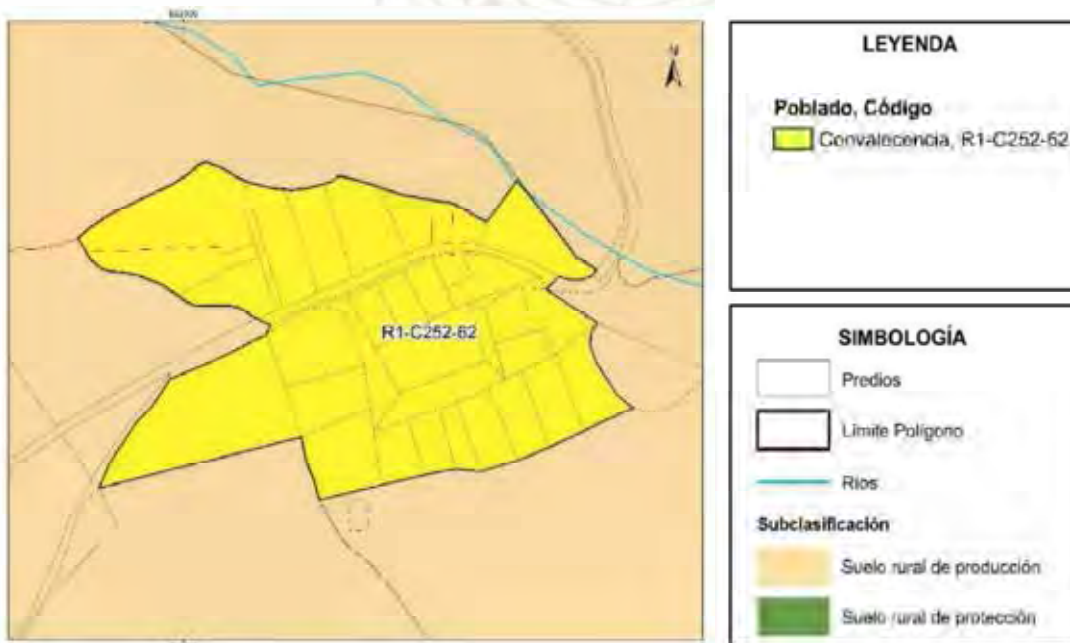 N
R1-C252-62
LEYENDA
Poblado, Código
Convalecencia, R1-C252-62
SIMBOLOGÍA
Predios
Límite Polígono
Ríos
Subclasificación
Suelo rural de producción
Suelo rural de protección